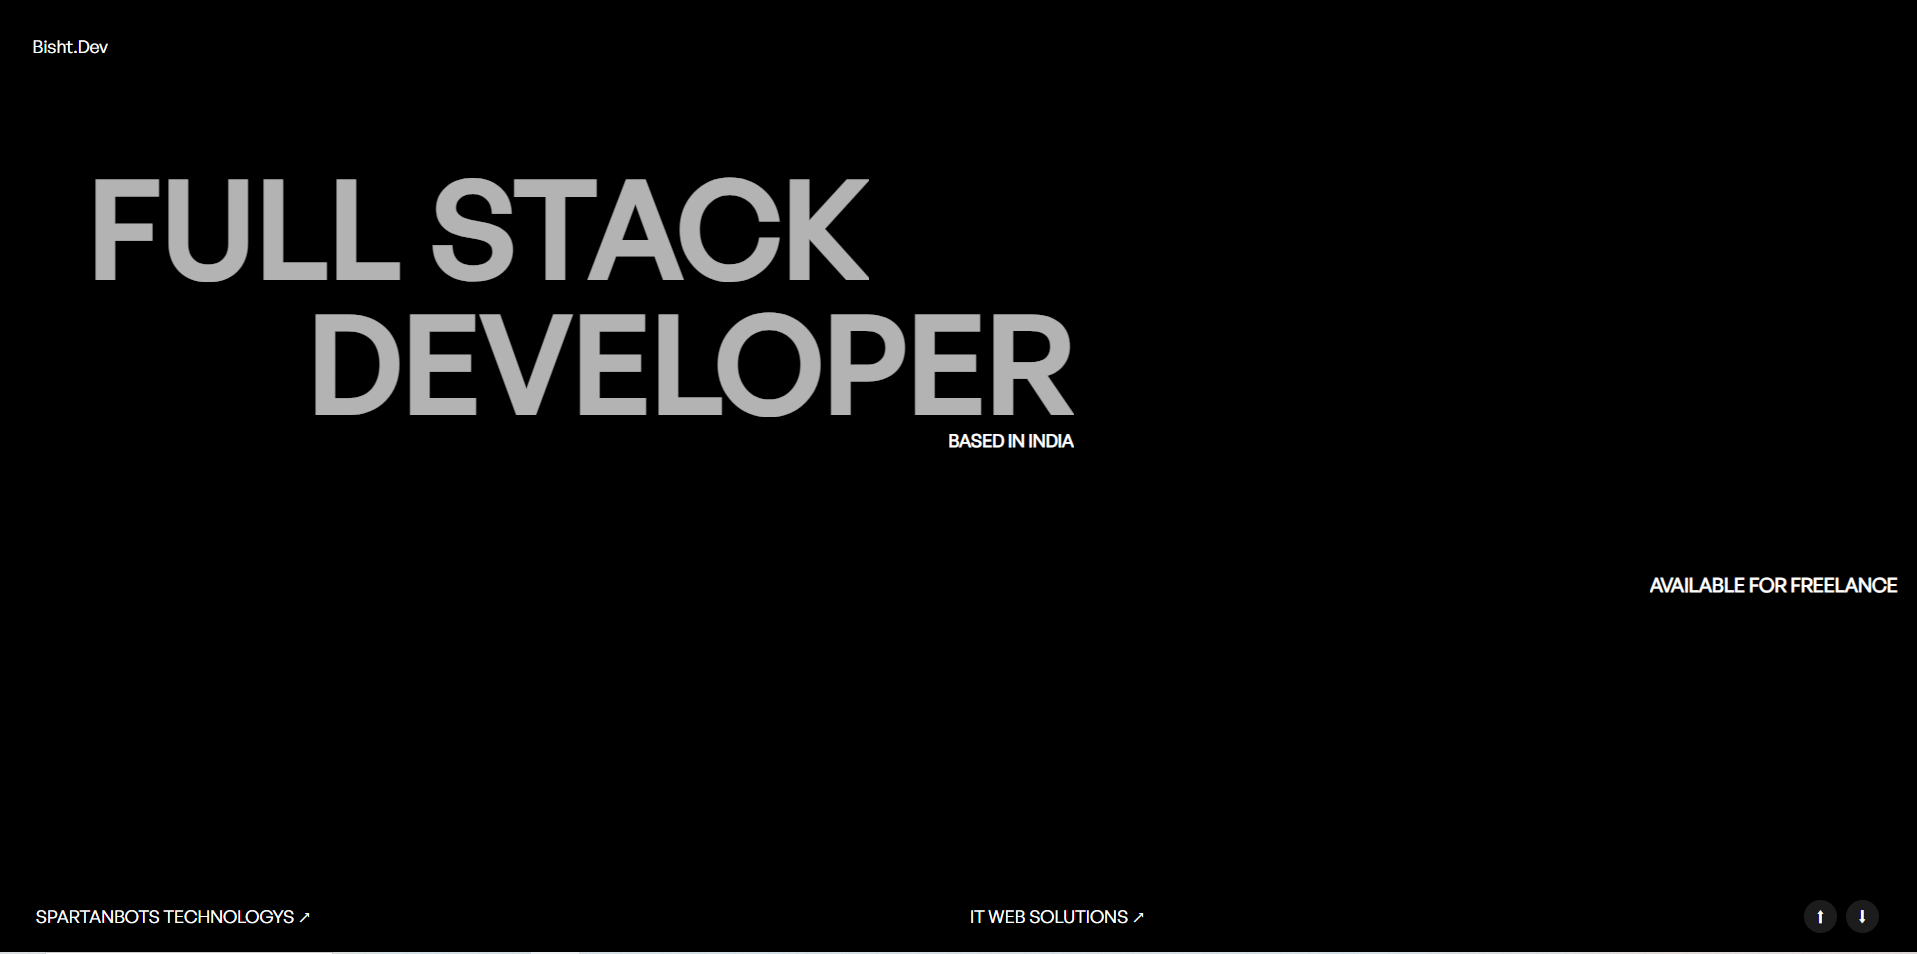 Bisht.Dev
FULL STACK
DEVELOPER
BASED IN INDIA
AVAILABLE FOR FREELANCE
SPARTANBOTS TECHNOLOGYS ↗
IT WEB SOLUTIONS ↗